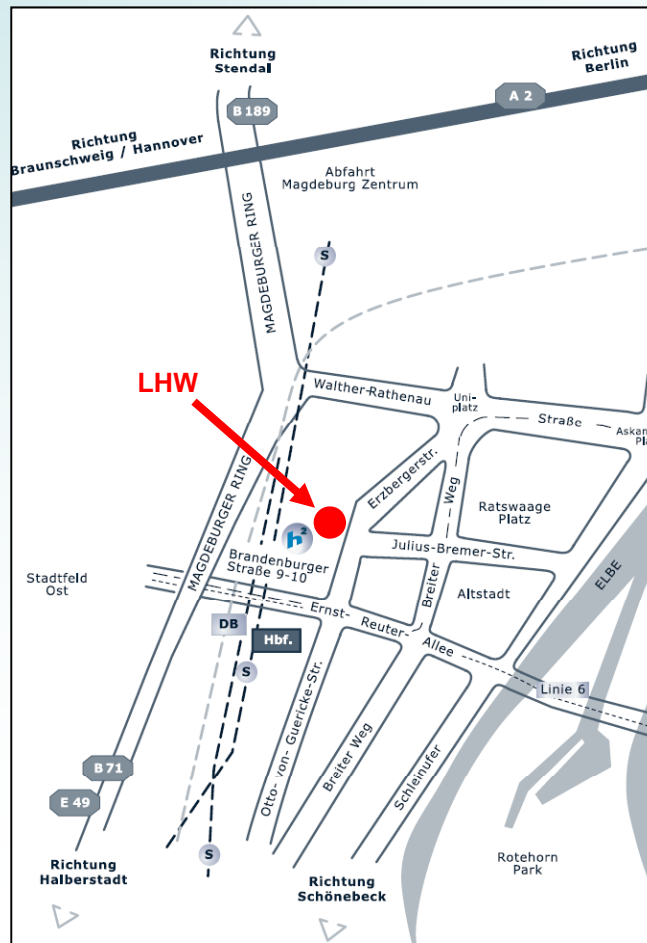 Richtung
Stendal
Richtung
Berlin
B 189
A 2
Richtung
Braunschweig / Hannover
Abfahrt
Magdeburg Zentrum
MAGDEBURGER RING
S
LHW
Walther-Rathenau
Uni-
platz
Straße
Askan
Pla
Erzbergerstr.
Weg
Ratswaage
Platz
MAGDEBURGER RING
h²
Brandenburger
Straße 9-10
Julius-Bremer-Str.
Stadtfeld
Ost
Breiter
Altstadt
ELBE
Ernst-
Reuter-
Allee
DB
Hbf.
S
Linie 6
Otto-von-
Guericke-Str.
Breiter Weg
Schleinufer
B 71
E 49
S
Richtung
Halberstadt
Richtung
Schönebeck
Rotehorn
Park